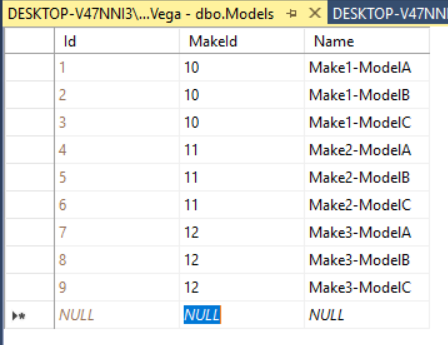 DESKTOP-V47NNI3\...Vega - dbo.Models DESKTOP-V47NN
Id MakeId Name
1 10 Make1-ModelA
2 10 Make1-ModelB
3 10 Make1-ModelC
4 11 Make2-ModelA
5 11 Make2-ModelB
6 11 Make2-ModelC
7 12 Make3-ModelA
8 12 Make3-ModelB
9 12 Make3-ModelC
NULL NULL NULL